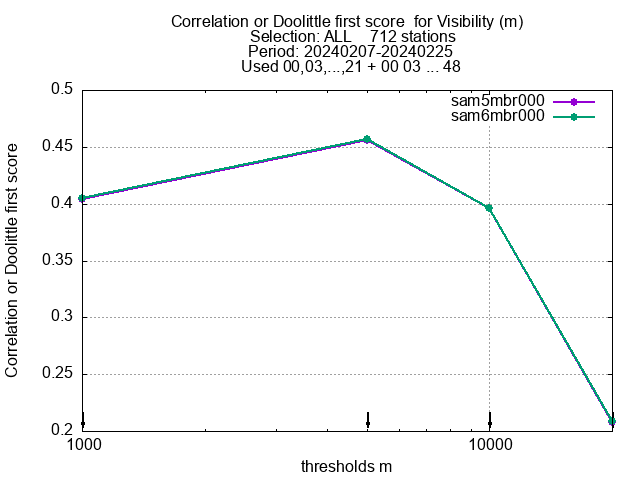 Correlation or Doolittle first score  for Visibility (m)
Selection: ALL    712 stations
Period: 20240207-20240225
Used 00,03,...,21 + 00 03 ... 48
sam5mbr000
sam6mbr000
0.5
0.45
0.4
0.35
0.3
0.25
0.2
Correlation or Doolittle first score
1000
10000
thresholds m